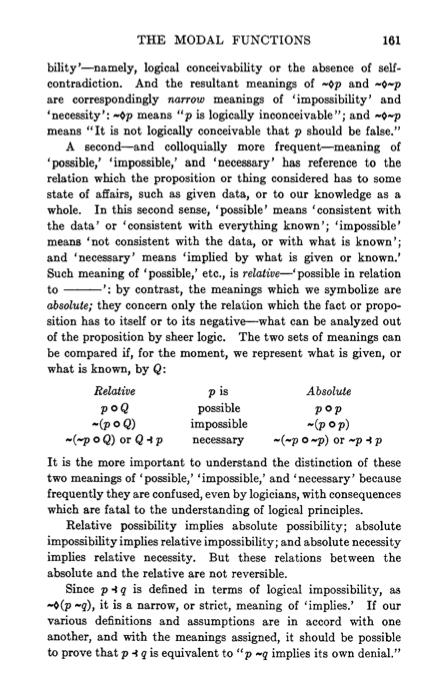 THE MODAL FUNCTIONS 161
bility'—namely, logical conceivability or the absence of self-
contradiction. And the resultant meanings of ~◊p and ~◊~p
are correspondingly narrow meanings of 'impossibility' and
'necessity': ~◊p means "p is logically inconceivable"; and ~◊~p
means "It is not logically conceivable that p should be false."
A second—and colloquially more frequent—meaning of
'possible,' 'impossible,' and 'necessary' has reference to the
relation which the proposition or thing considered has to some
state of affairs, such as given data, or to our knowledge as a
whole. In this second sense, 'possible' means 'consistent with
the data' or 'consistent with everything known'; 'impossible'
means 'not consistent with the data, or with what is known';
and 'necessary' means 'implied by what is given or known.'
Such meaning of 'possible,' etc., is relative—'possible in relation
to ———': by contrast, the meanings which we symbolize are
absolute; they concern only the relation which the fact or propo-
sition has to itself or to its negative—what can be analyzed out
of the proposition by sheer logic. The two sets of meanings can
be compared if, for the moment, we represent what is given, or
what is known, by Q:
Relative p is Absolute
p o Q possible p o p
~(p o Q) impossible ~(p o p)
~(~p o Q) or Q ⥽ p necessary ~(~p o ~p) or ~p ⥽ p
It is the more important to understand the distinction of these
two meanings of 'possible,' 'impossible,' and 'necessary' because
frequently they are confused, even by logicians, with consequences
which are fatal to the understanding of logical principles.
Relative possibility implies absolute possibility; absolute
impossibility implies relative impossibility; and absolute necessity
implies relative necessity. But these relations between the
absolute and the relative are not reversible.
Since p ⥽ q is defined in terms of logical impossibility, as
~◊(p ~q), it is a narrow, or strict, meaning of 'implies.' If our
various definitions and assumptions are in accord with one
another, and with the meanings assigned, it should be possible
to prove that p ⥽ q is equivalent to "p ~q implies its own denial."